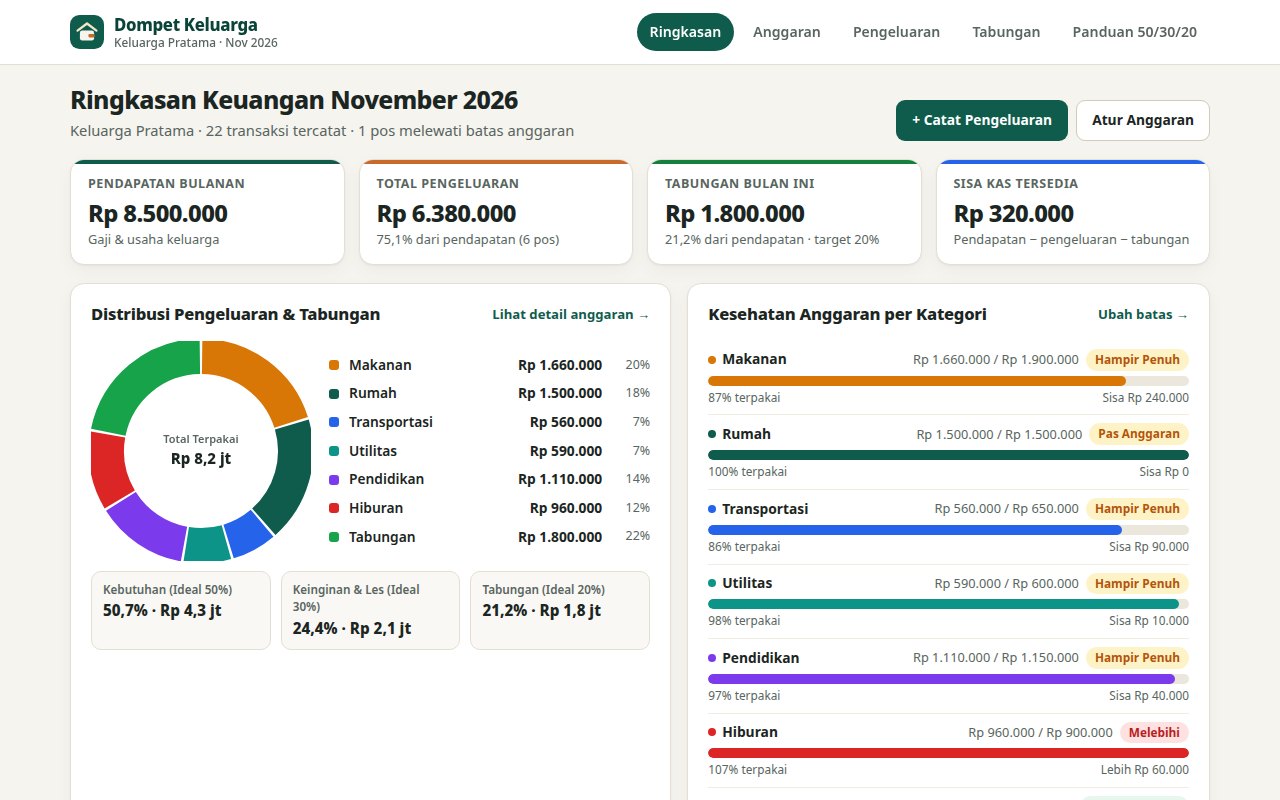 Dompet Keluarga
Keluarga Pratama · Nov 2026
Ringkasan
Anggaran
Pengeluaran
Tabungan
Panduan 50/30/20
Ringkasan Keuangan November 2026
Keluarga Pratama · 22 transaksi tercatat · 1 pos melewati batas anggaran
+ Catat Pengeluaran
Atur Anggaran
PENDAPATAN BULANAN
Rp 8.500.000
Gaji & usaha keluarga
TOTAL PENGELUARAN
Rp 6.380.000
75,1% dari pendapatan (6 pos)
TABUNGAN BULAN INI
Rp 1.800.000
21,2% dari pendapatan · target 20%
SISA KAS TERSEDIA
Rp 320.000
Pendapatan − pengeluaran − tabungan
Distribusi Pengeluaran & Tabungan
Lihat detail anggaran →
Total Terpakai
Rp 8,2 jt
Makanan Rp 1.660.000 20%
Rumah Rp 1.500.000 18%
Transportasi Rp 560.000 7%
Utilitas Rp 590.000 7%
Pendidikan Rp 1.110.000 14%
Hiburan Rp 960.000 12%
Tabungan Rp 1.800.000 22%
Kebutuhan (Ideal 50%)
50,7% · Rp 4,3 jt
Keinginan & Les (Ideal
30%)
24,4% · Rp 2,1 jt
Tabungan (Ideal 20%)
21,2% · Rp 1,8 jt
Kesehatan Anggaran per Kategori
Ubah batas →
Makanan Rp 1.660.000 / Rp 1.900.000 Hampir Penuh
87% terpakai Sisa Rp 240.000
Rumah Rp 1.500.000 / Rp 1.500.000 Pas Anggaran
100% terpakai Sisa Rp 0
Transportasi Rp 560.000 / Rp 650.000 Hampir Penuh
86% terpakai Sisa Rp 90.000
Utilitas Rp 590.000 / Rp 600.000 Hampir Penuh
98% terpakai Sisa Rp 10.000
Pendidikan Rp 1.110.000 / Rp 1.150.000 Hampir Penuh
97% terpakai Sisa Rp 40.000
Hiburan Rp 960.000 / Rp 900.000 Melebihi
107% terpakai Lebih Rp 60.000